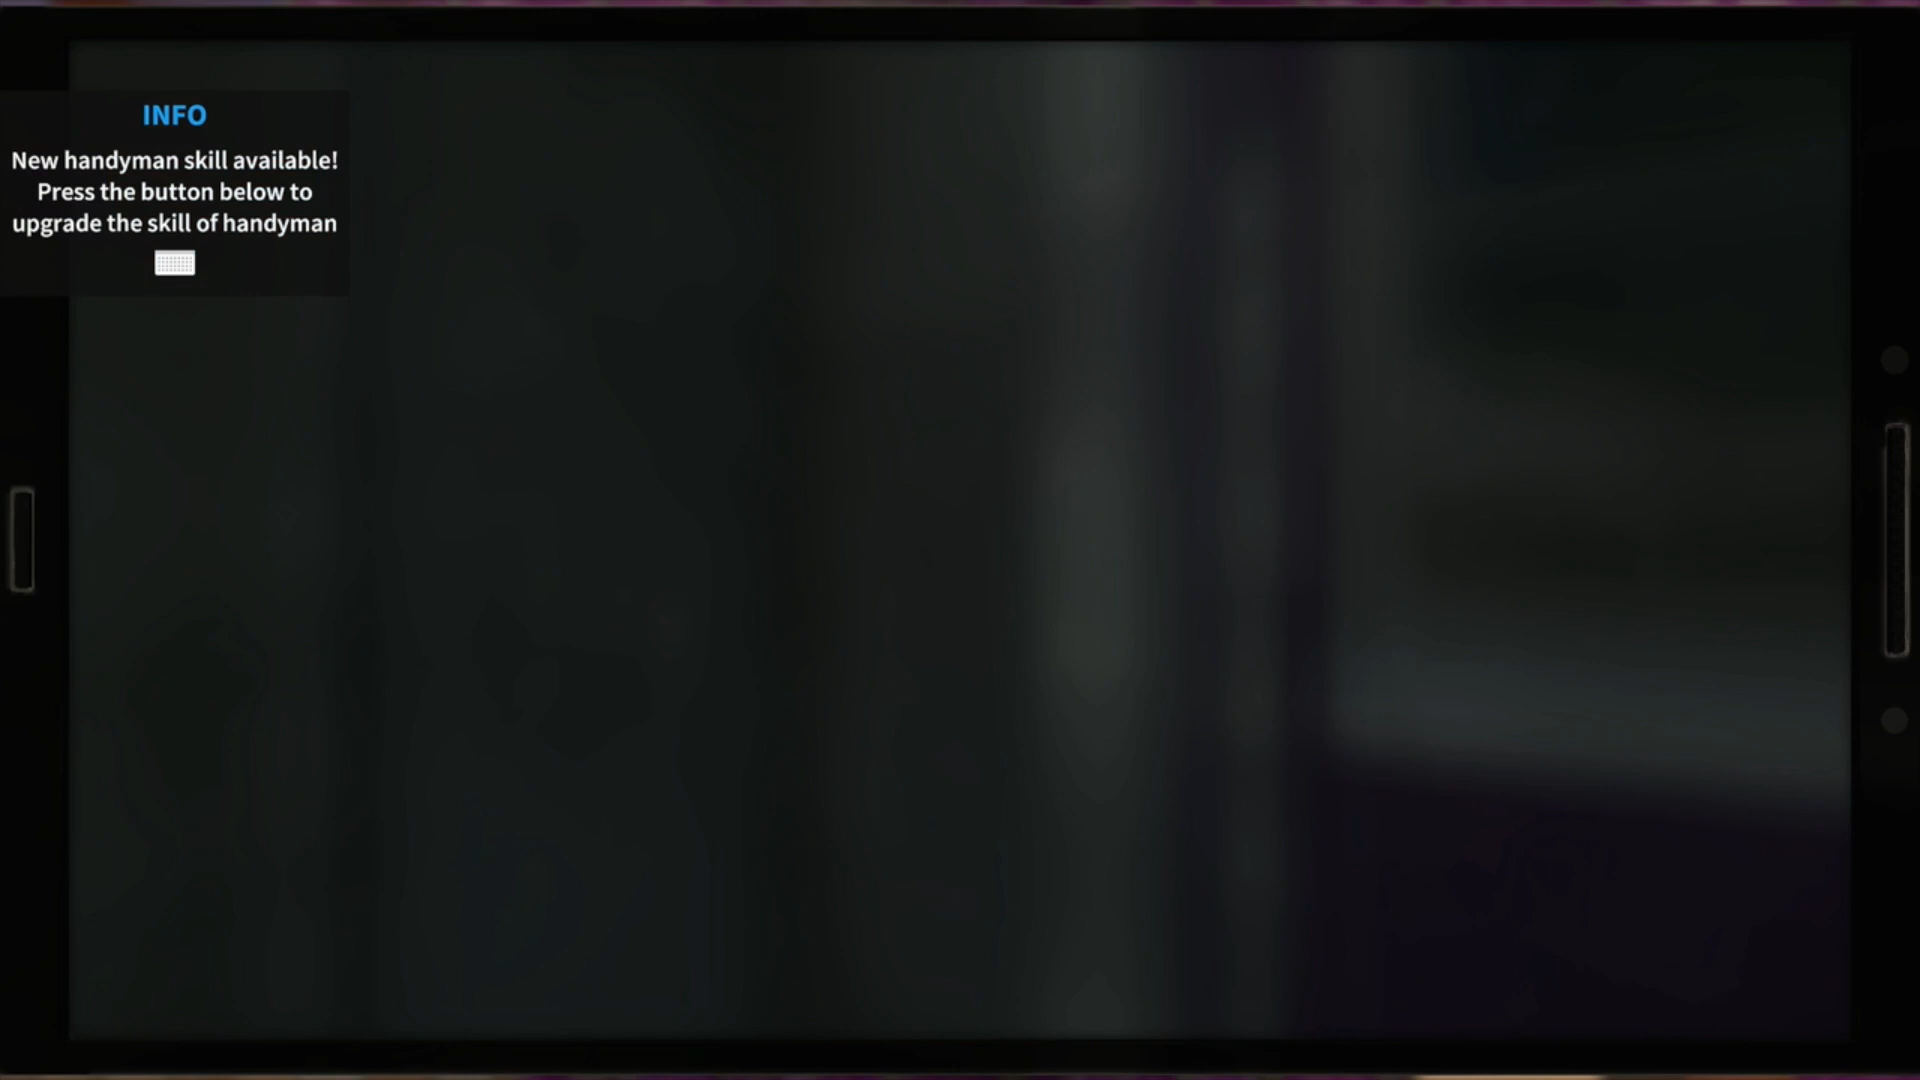 INFO
New handyman skill available!
Press the button below to
upgrade the skill of handyman